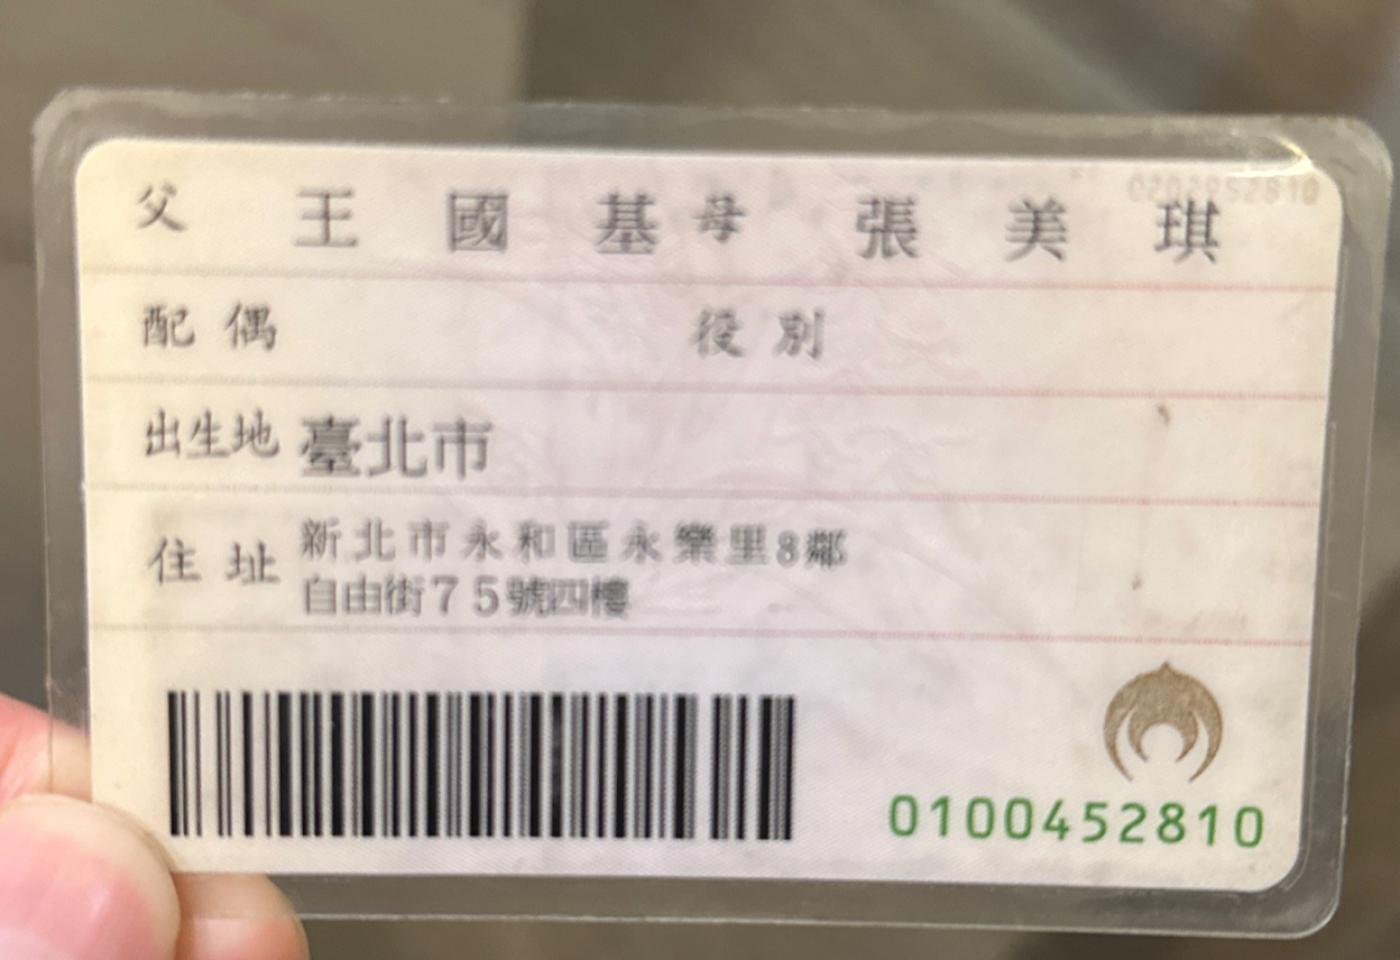 父 王國基 母 張美琪
配偶 役別
出生地 臺北市
住址 新北市永和區永樂里8鄰
自由街75號四樓
0100452810